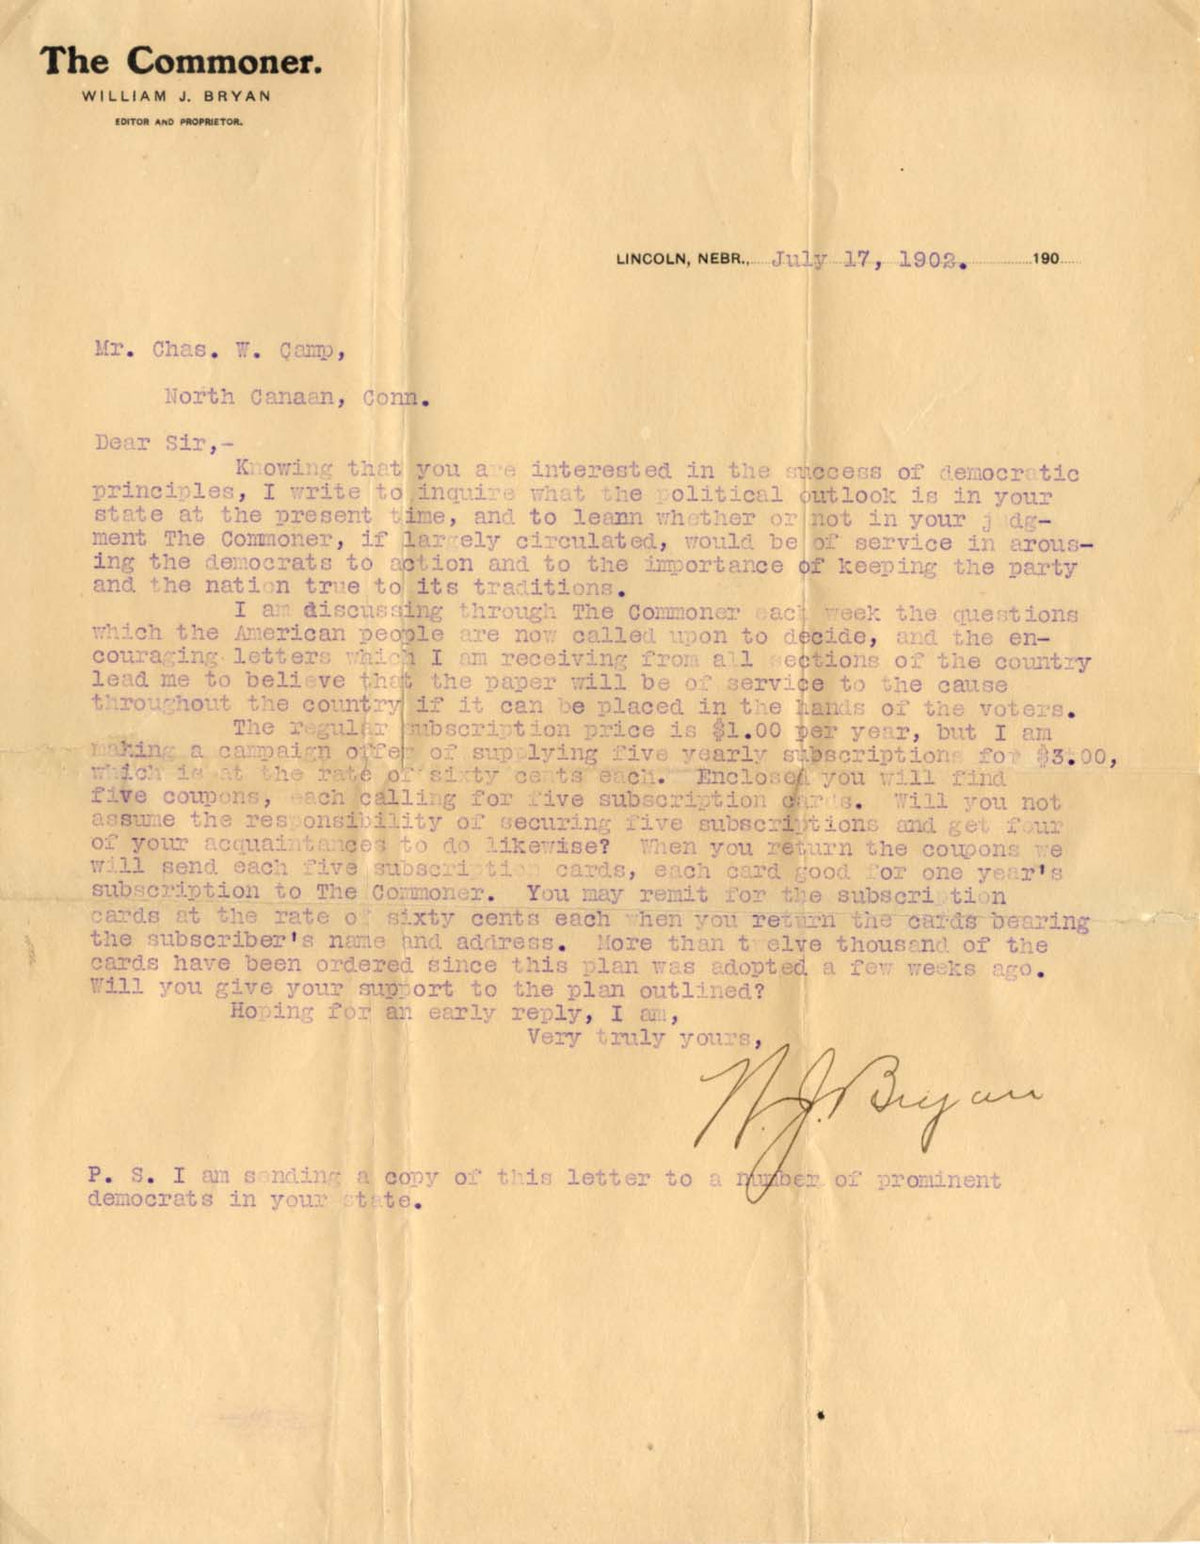 The Commoner.
WILLIAM J. BRYAN
EDITOR AND PROPRIETOR.
LINCOLN, NEBR., July 17, 1902. 190
Mr. Chas. W. Camp,
North Canaan, Conn.
Dear Sir,-
Knowing that you are interested in the success of democratic
principles, I write to inquire what the political outlook is in your
state at the present time, and to leann whether or not in your judg-
ment The Commoner, if largely circulated, would be of service in arous-
ing the democrats to action and to the importance of keeping the party
and the nation true to its traditions.
I am discussing through The Commoner each week the questions
which the American people are now called upon to decide, and the en-
couraging letters which I am receiving from all sections of the country
lead me to believe that the paper will be of service to the cause
throughout the country if it can be placed in the hands of the voters.
The regular subscription price is $1.00 per year, but I am
making a campaign offer of supplying five yearly subscriptions for $3.00,
which is at the rate of sixty cents each. Enclosed you will find
five coupons, each calling for five subscription cards. Will you not
assume the responsibility of securing five subscriptions and get four
of your acquaintances to do likewise? When you return the coupons we
will send each five subscription cards, each card good for one year's
subscription to The Commoner. You may remit for the subscription
cards at the rate of sixty cents each when you return the cards bearing
the subscriber's name and address. More than twelve thousand of the
cards have been ordered since this plan was adopted a few weeks ago.
Will you give your support to the plan outlined?
Hoping for an early reply, I am,
Very truly yours,
W. J. Bryan
P. S. I am sending a copy of this letter to a number of prominent
democrats in your state.